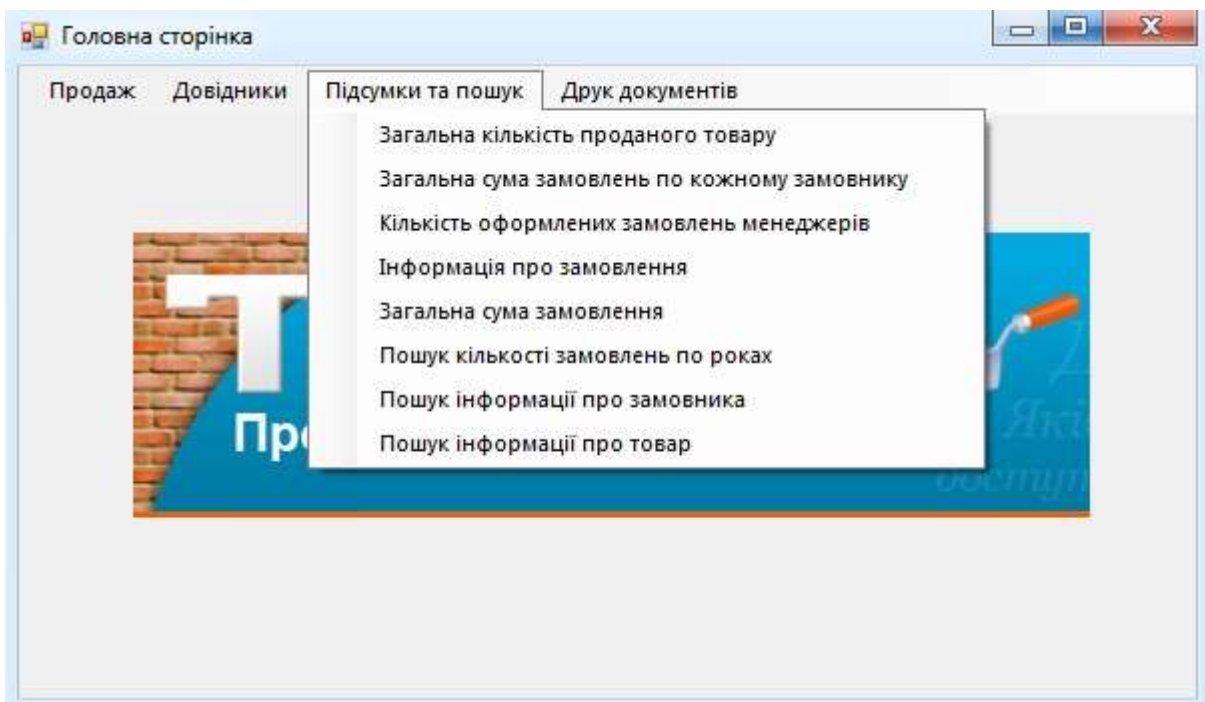 Головна сторінка
Продаж Довідники Підсумки та пошук Друк документів
Загальна кількість проданого товару
Загальна сума замовлень по кожному замовнику
Кількість оформлених замовлень менеджерів
Інформація про замовлення
Загальна сума замовлення
Пошук кількості замовлень по роках
Пошук інформації про замовника
Пошук інформації про товар